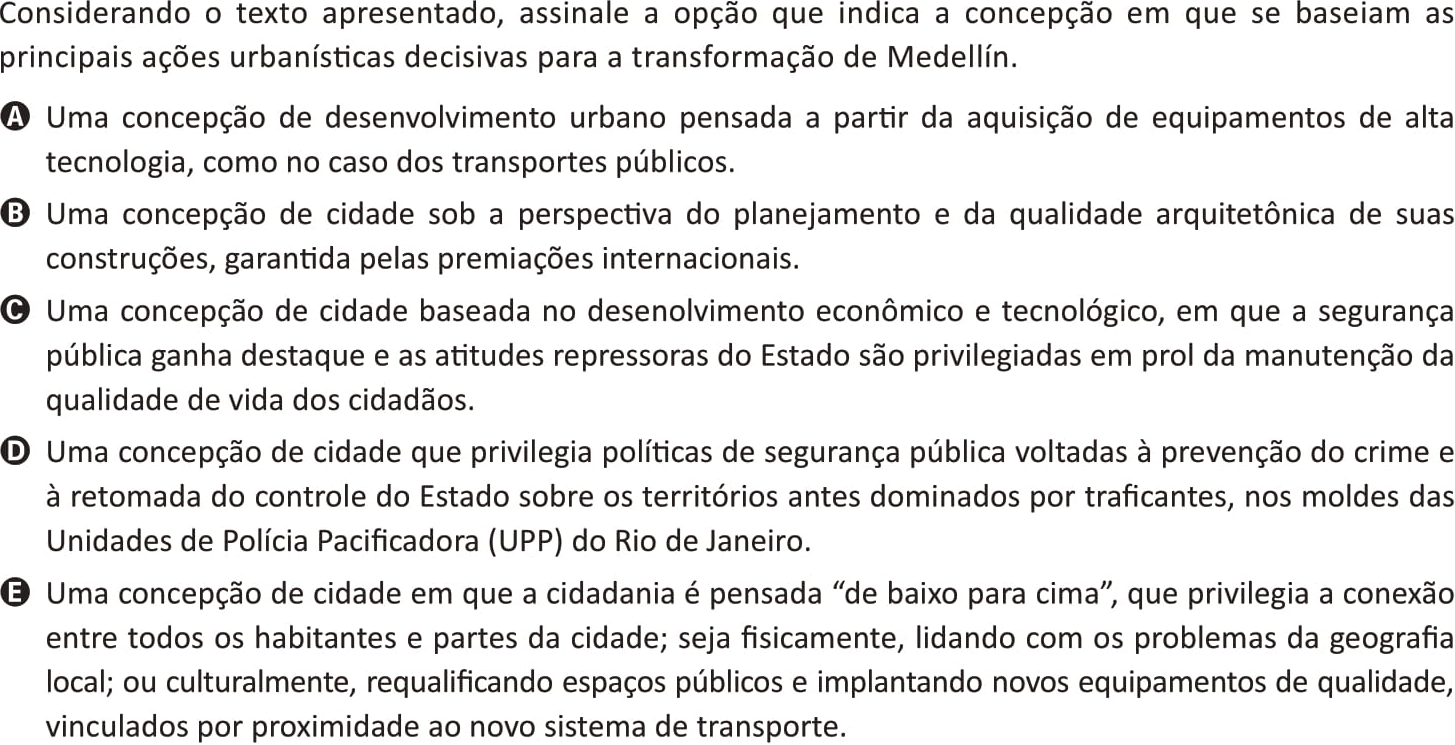 Considerando o texto apresentado, assinale a opção que indica a concepção em que se baseiam as
principais ações urbanísticas decisivas para a transformação de Medellín.
A Uma concepção de desenvolvimento urbano pensada a partir da aquisição de equipamentos de alta
tecnologia, como no caso dos transportes públicos.
B Uma concepção de cidade sob a perspectiva do planejamento e da qualidade arquitetônica de suas
construções, garantida pelas premiações internacionais.
C Uma concepção de cidade baseada no desenolvimento econômico e tecnológico, em que a segurança
pública ganha destaque e as atitudes repressoras do Estado são privilegiadas em prol da manutenção da
qualidade de vida dos cidadãos.
D Uma concepção de cidade que privilegia políticas de segurança pública voltadas à prevenção do crime e
à retomada do controle do Estado sobre os territórios antes dominados por traficantes, nos moldes das
Unidades de Polícia Pacificadora (UPP) do Rio de Janeiro.
E Uma concepção de cidade em que a cidadania é pensada “de baixo para cima”, que privilegia a conexão
entre todos os habitantes e partes da cidade; seja fisicamente, lidando com os problemas da geografia
local; ou culturalmente, requalificando espaços públicos e implantando novos equipamentos de qualidade,
vinculados por proximidade ao novo sistema de transporte.